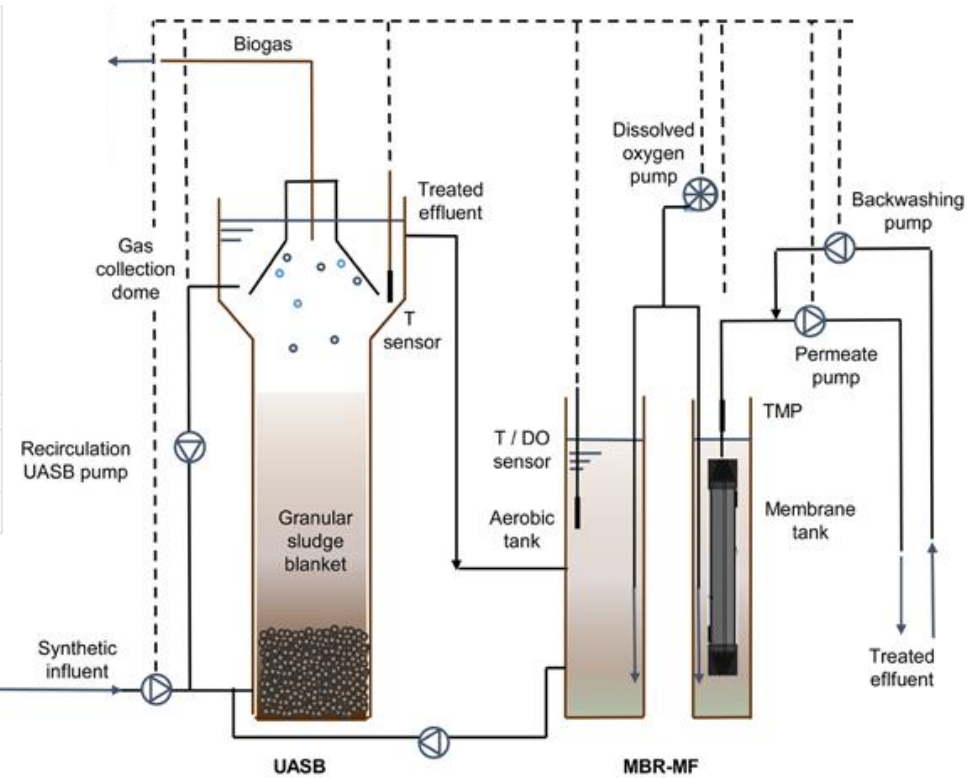 Biogas
Dissolved
oxygen
pump
Treated
effluent
Backwashing
pump
Gas
collection
dome
T
sensor
Permeate
pump
TMP
Recirculation
UASB pump
T / DO
sensor
Granular
sludge
blanket
Aerobic
tank
Membrane
tank
Synthetic
influent
Treated
eflfuent
UASB
MBR-MF